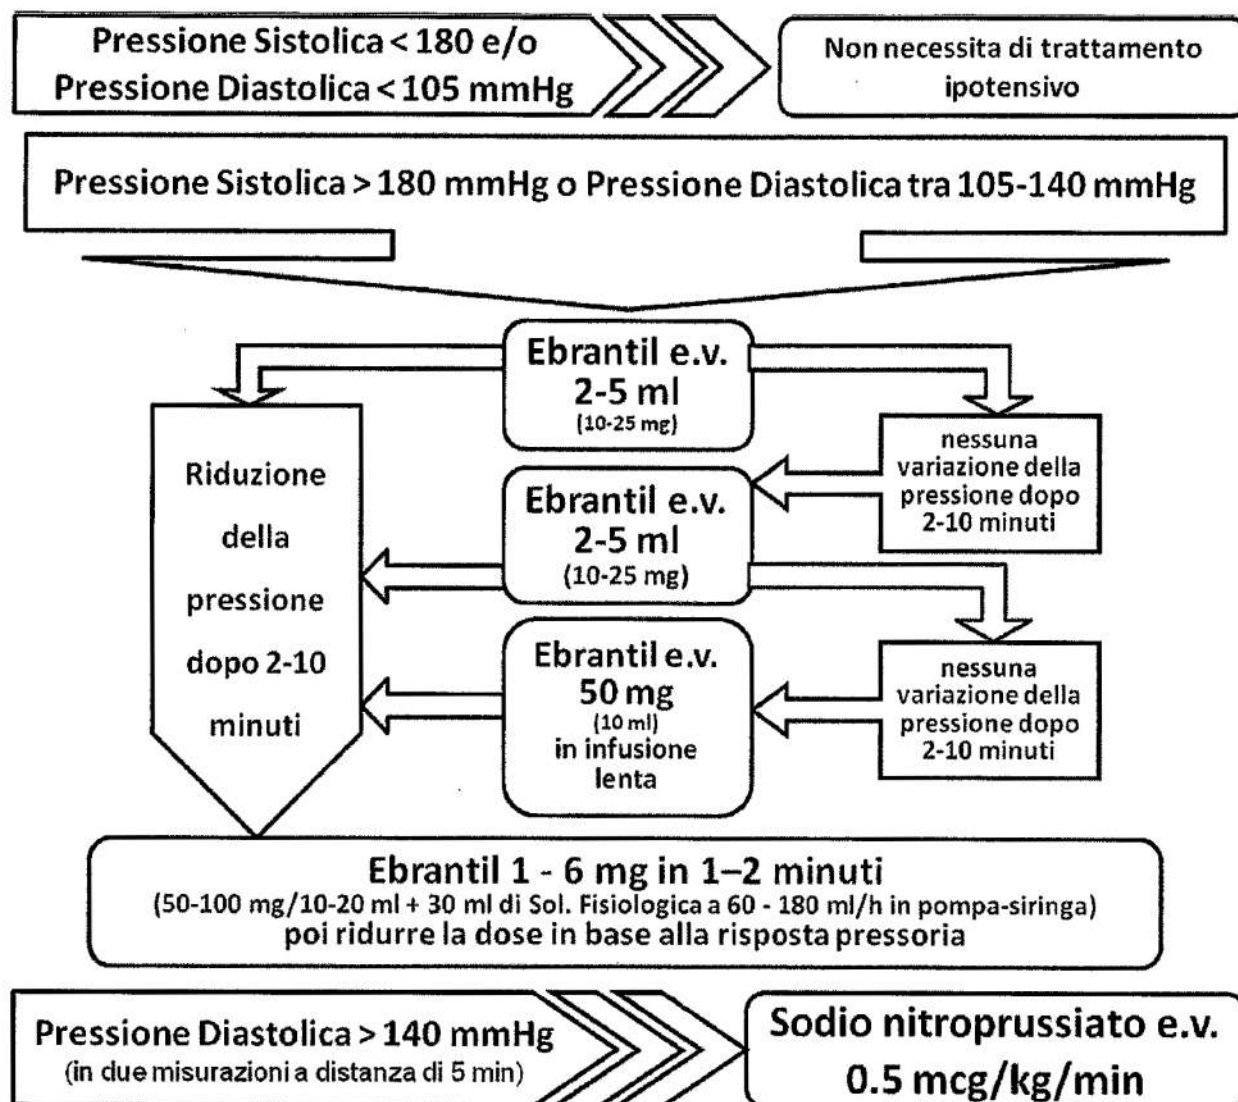 Pressione Sistolica < 180 e/o
Pressione Diastolica < 105 mmHg
Non necessita di trattamento
ipotensivo
Pressione Sistolica > 180 mmHg o Pressione Diastolica tra 105-140 mmHg
Ebrantil e.v.
2-5 ml
(10-25 mg)
nessuna
variazione della
pressione dopo
2-10 minuti
Riduzione
della
pressione
dopo 2-10
minuti
Ebrantil e.v.
2-5 ml
(10-25 mg)
nessuna
variazione della
pressione dopo
2-10 minuti
Ebrantil e.v.
50 mg
(10 ml)
in infusione
lenta
Ebrantil 1 - 6 mg in 1–2 minuti
(50-100 mg/10-20 ml + 30 ml di Sol. Fisiologica a 60 - 180 ml/h in pompa-siringa)
poi ridurre la dose in base alla risposta pressoria
Pressione Diastolica > 140 mmHg
(in due misurazioni a distanza di 5 min)
Sodio nitroprussiato e.v.
0.5 mcg/kg/min